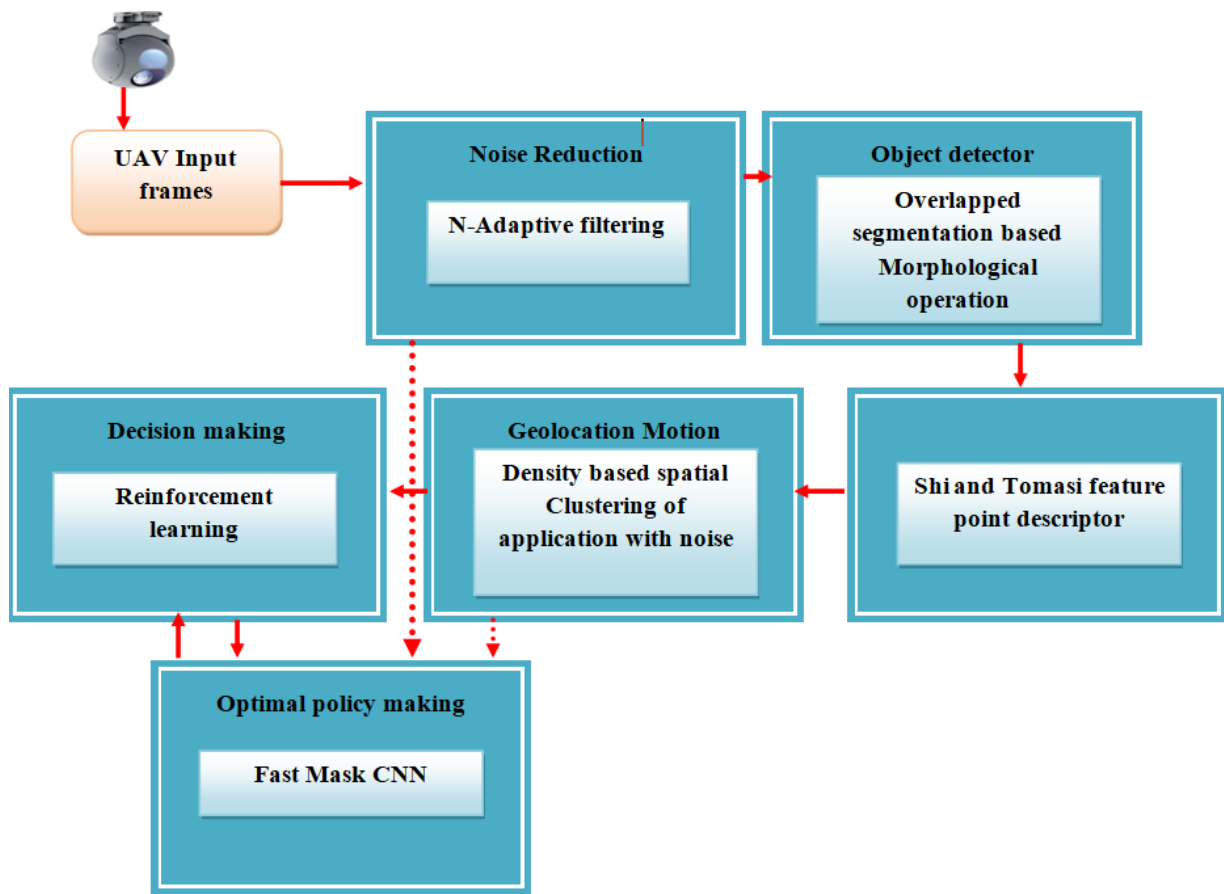 UAV Input
frames
Noise Reduction
N-Adaptive filtering
Object detector
Overlapped
segmentation based
Morphological
operation
Decision making
Reinforcement
learning
Geolocation Motion
Density based spatial
Clustering of
application with noise
Shi and Tomasi feature
point descriptor
Optimal policy making
Fast Mask CNN